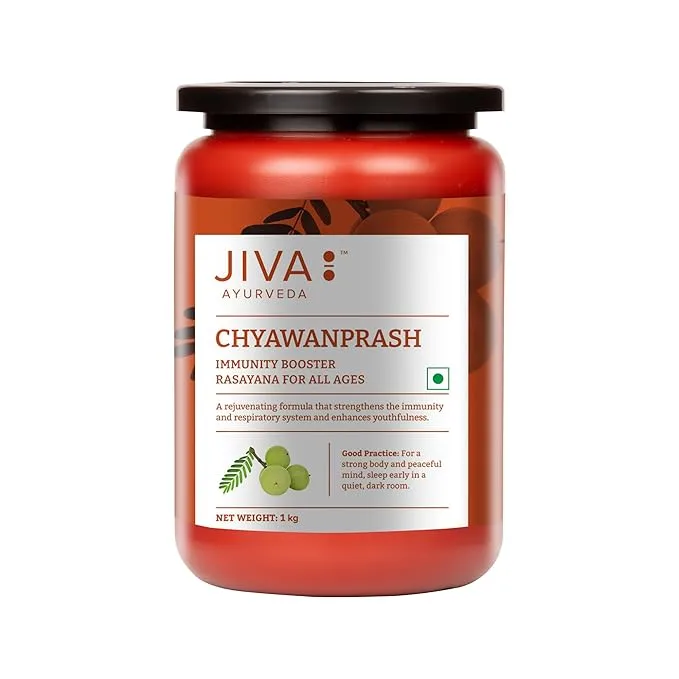 JIVA ™
AYURVEDA
CHYAWANPRASH
IMMUNITY BOOSTER
RASAYANA FOR ALL AGES
A rejuvenating formula that strengthens the immunity
and respiratory system and enhances youthfulness.
Good Practice: For a
strong body and peaceful
mind, sleep early in a
quiet, dark room.
NET WEIGHT: 1 kg